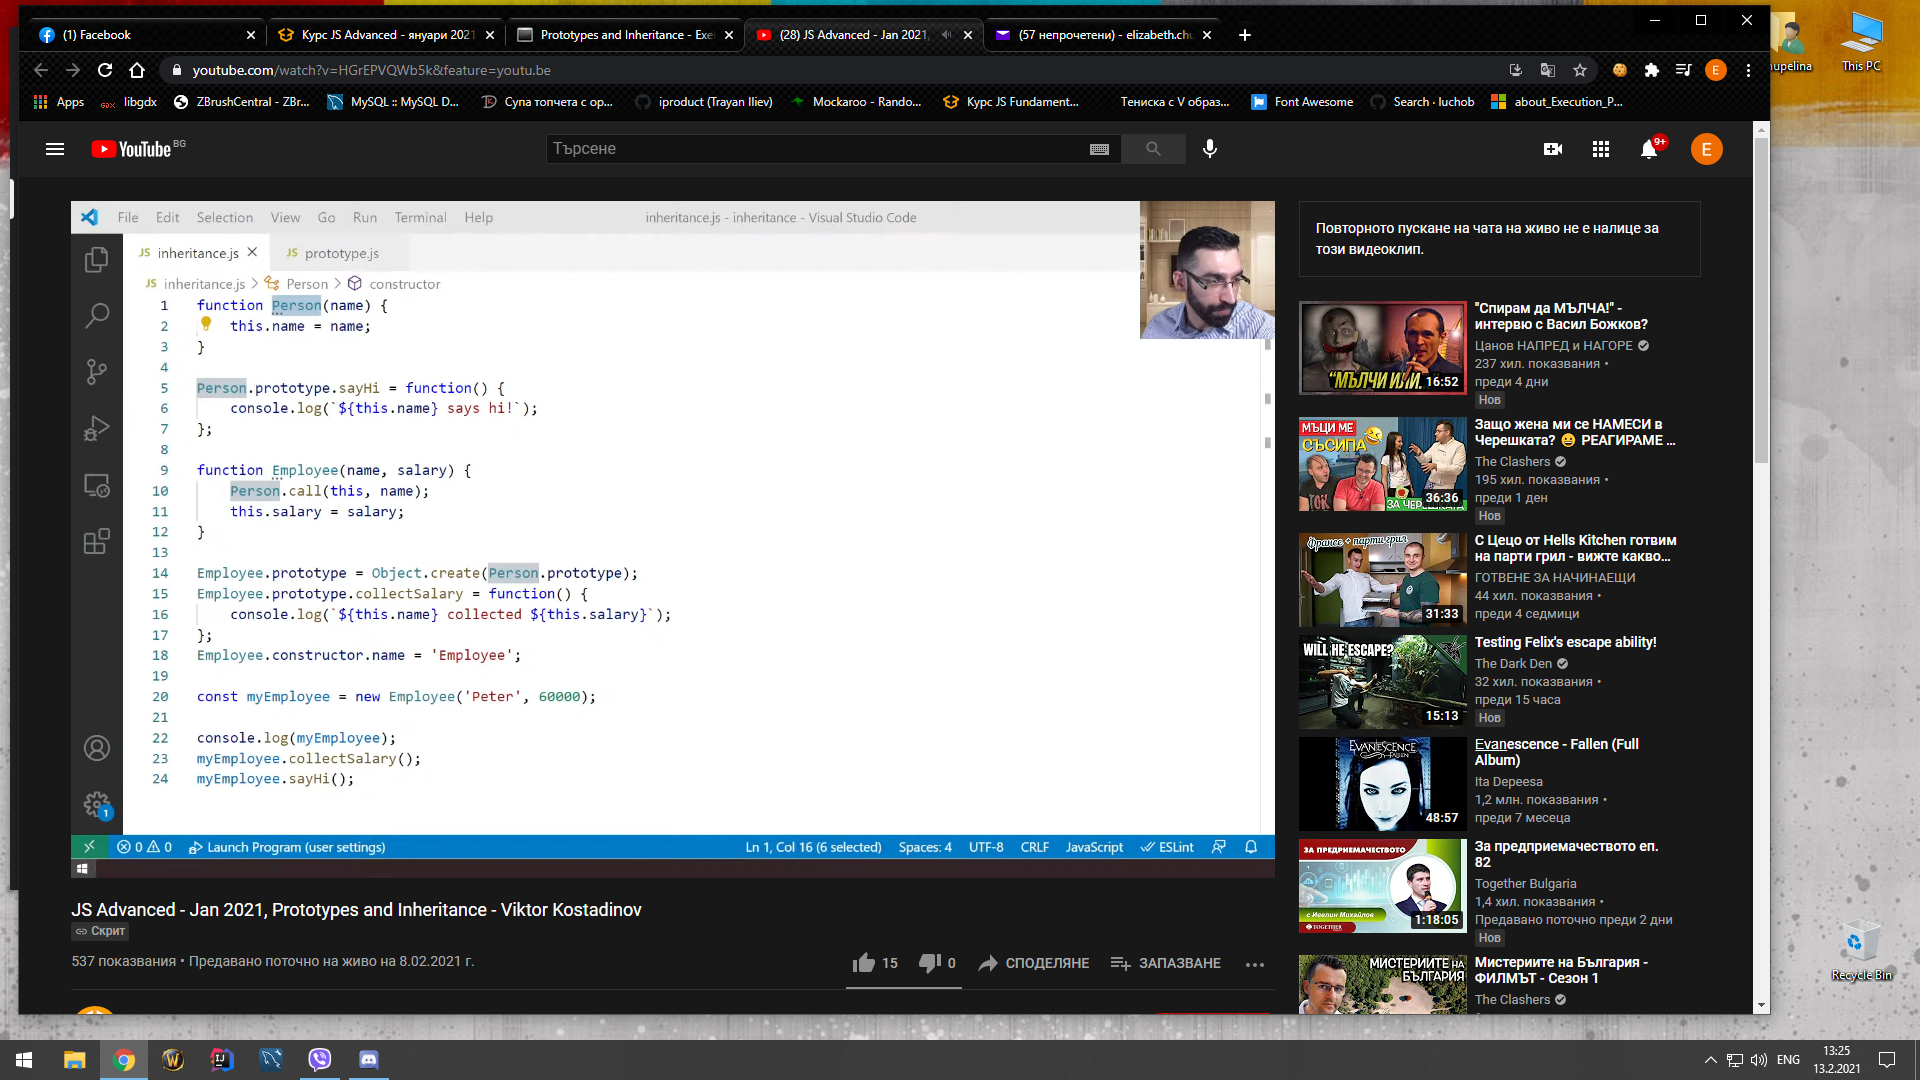 (1) Facebook
Курс JS Advanced - януари 2021
Prototypes and Inheritance - Exe
(28) JS Advanced - Jan 2021,
(57 непрочетени) - elizabeth.chu
youtube.com/watch?v=HGrEPVQWb5k&feature=youtu.be
Apps
libgdx
ZBrushCentral - ZBr...
MySQL :: MySQL D...
Супа топчета с ор...
iproduct (Trayan Iliev)
Mockaroo - Rando...
Курс JS Fundament...
Тениска с V образ...
Font Awesome
Search · luchob
about_Execution_P...
hupelina
This PC
YouTube BG
Търсене
9+
E
File Edit Selection View Go Run Terminal Help
inheritance.js - inheritance - Visual Studio Code
JS inheritance.js
JS prototype.js
JS inheritance.js > Person > constructor
1 function Person(name) {
2 this.name = name;
3 }
4
5 Person.prototype.sayHi = function() {
6 console.log(`${this.name} says hi!`);
7 };
8
9 function Employee(name, salary) {
10 Person.call(this, name);
11 this.salary = salary;
12 }
13
14 Employee.prototype = Object.create(Person.prototype);
15 Employee.prototype.collectSalary = function() {
16 console.log(`${this.name} collected ${this.salary}`);
17 };
18 Employee.constructor.name = 'Employee';
19
20 const myEmployee = new Employee('Peter', 60000);
21
22 console.log(myEmployee);
23 myEmployee.collectSalary();
24 myEmployee.sayHi();
1
0 0 Launch Program (user settings)
Ln 1, Col 16 (6 selected) Spaces: 4 UTF-8 CRLF JavaScript ESLint
JS Advanced - Jan 2021, Prototypes and Inheritance - Viktor Kostadinov
Скрит
537 показвания • Предавано поточно на живо на 8.02.2021 г.
15 0 СПОДЕЛЯНЕ ЗАПАЗВАНЕ
Повторното пускане на чата на живо не е налице за
този видеоклип.
"МЪЛЧИ ИЛИ.
16:52
"Спирам да МЪЛЧА!" -
интервю с Васил Божков?
Цанов НАПРЕД и НАГОРЕ
237 хил. показвания •
преди 4 дни
Нов
МЪЦИ МЕ
СЪСИПА
ЗА ЧЕРЕШКАТА
36:36
Защо жена ми се НАМЕСИ в
Черешката? 😀 РЕАГИРАМЕ ...
The Clashers
195 хил. показвания •
преди 1 ден
Нов
Франсе + парти грил
31:33
С Цецо от Hells Kitchen готвим
на парти грил - вижте какво...
ГОТВЕНЕ ЗА НАЧИНАЕЩИ
44 хил. показвания •
преди 4 седмици
WILL HE ESCAPE?
15:13
Testing Felix's escape ability!
The Dark Den
32 хил. показвания •
преди 15 часа
Нов
EVANESCENCE
FALLEN
48:57
Evanescence - Fallen (Full
Album)
Ita Depeesa
1,2 млн. показвания •
преди 7 месеца
ЗА ПРЕДПРИЕМАЧЕСТВОТО
с Ивелин Михайлов
TOGETHER
1:18:05
За предприемачеството еп.
82
Together Bulgaria
1,4 хил. показвания •
Предавано поточно преди 2 дни
Нов
МИСТЕРИИТЕ НА
БЪЛГАРИЯ
Мистериите на България -
ФИЛМЪТ - Сезон 1
The Clashers
Recycle Bin
ENG
13:25
13.2.2021